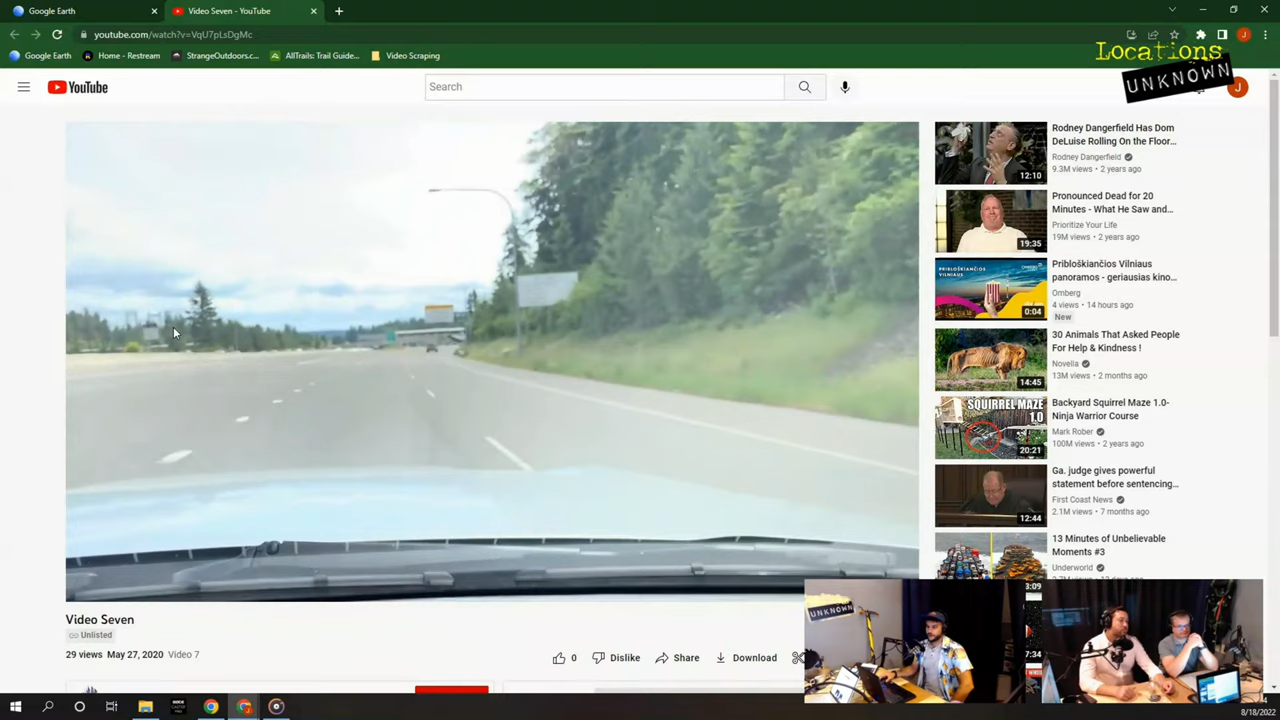 Google Earth
Video Seven - YouTube
youtube.com/watch?v=VqU7pLsDgMc
Google Earth
Home - Restream
StrangeOutdoors.c...
AllTrails: Trail Guide...
Video Scraping
Locations
UNKNOWN
YouTube
Search
J
Rodney Dangerfield Has Dom
DeLuise Rolling On the Floor...
Rodney Dangerfield
9.3M views • 2 years ago
12:10
Pronounced Dead for 20
Minutes - What He Saw and...
Prioritize Your Life
19M views • 2 years ago
19:35
PRIBLOŠKIANČIOS
VILNIAUS
Pribloškiančios Vilniaus
panoramos - geriausias kino...
Omberg
4 views • 14 hours ago
New
0:04
30 Animals That Asked People
For Help & Kindness !
Novella
13M views • 2 months ago
14:45
SQUIRREL MAZE
1.0
Backyard Squirrel Maze 1.0-
Ninja Warrior Course
Mark Rober
100M views • 2 years ago
20:21
Ga. judge gives powerful
statement before sentencing...
First Coast News
2.1M views • 7 months ago
12:44
13 Minutes of Unbelievable
Moments #3
Underworld
3:09
7:34
UNKNOWN
Video Seven
Unlisted
29 views May 27, 2020 Video 7
0
Dislike
Share
Download
8/18/2022